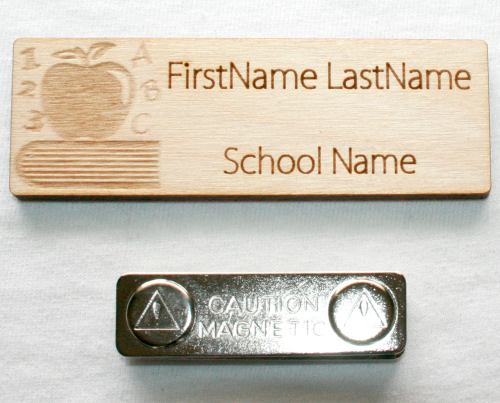 1 A
2 B
3 C
FirstName LastName
School Name
CAUTION
MAGNETIC